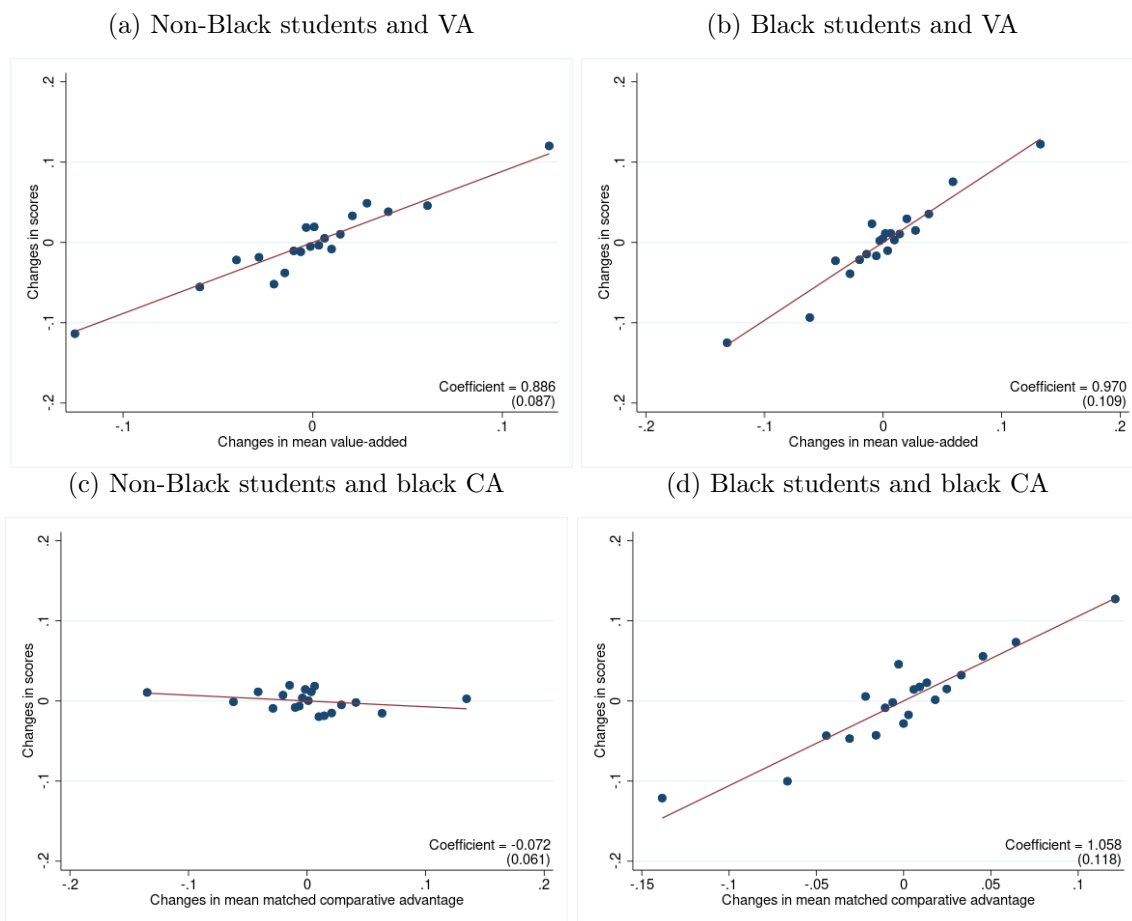 (a) Non-Black students and VA
.2
.1
0
-.1
-.2
Changes in scores
Coefficient = 0.886
(0.087)
-.1
0
.1
Changes in mean value-added
(b) Black students and VA
.2
.1
0
-.1
-.2
Changes in scores
Coefficient = 0.970
(0.109)
-.2
-.1
0
.1
.2
Changes in mean value-added
(c) Non-Black students and black CA
.2
.1
0
-.1
-.2
Changes in scores
Coefficient = -0.072
(0.061)
-.2
-.1
0
.1
.2
Changes in mean matched comparative advantage
(d) Black students and black CA
.2
.1
0
-.1
-.2
Changes in scores
Coefficient = 1.058
(0.118)
-.15
-.1
-.05
0
.05
.1
Changes in mean matched comparative advantage